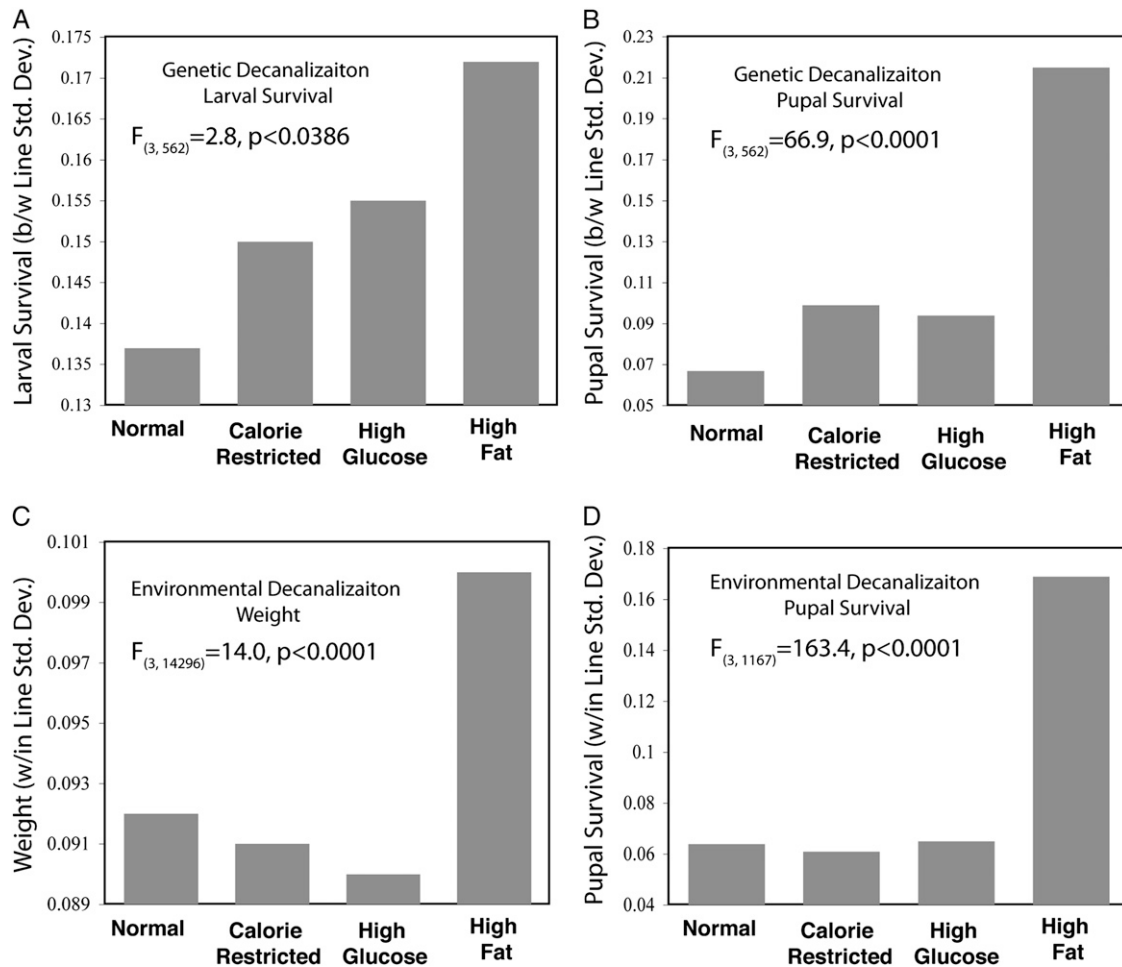 A
Larval Survival (b/w Line Std. Dev.)
0.175
0.17
0.165
0.16
0.155
0.15
0.145
0.14
0.135
0.13
Genetic Decanalizaiton
Larval Survival
F(3, 562)=2.8, p<0.0386
Normal
Calorie
Restricted
High
Glucose
High
Fat
B
Pupal Survival (b/w Line Std. Dev.)
0.21
0.19
0.17
0.15
0.13
0.11
0.09
0.07
0.05
Genetic Decanalizaiton
Pupal Survival
F(3, 562)=66.9, p<0.0001
Normal
Calorie
Restricted
High
Glucose
High
Fat
C
Weight (w/in Line Std. Dev.)
0.101
0.099
0.097
0.095
0.093
0.091
0.089
Environmental Decanalizaiton
Weight
F(3, 14296)=14.0, p<0.0001
Normal
Calorie
Restricted
High
Glucose
High
Fat
D
Pupal Survival (w/in Line Std. Dev.)
0.18
0.16
0.14
0.12
0.1
0.08
0.06
0.04
Environmental Decanalizaiton
Pupal Survival
F(3, 1167)=163.4, p<0.0001
Normal
Calorie
Restricted
High
Glucose
High
Fat